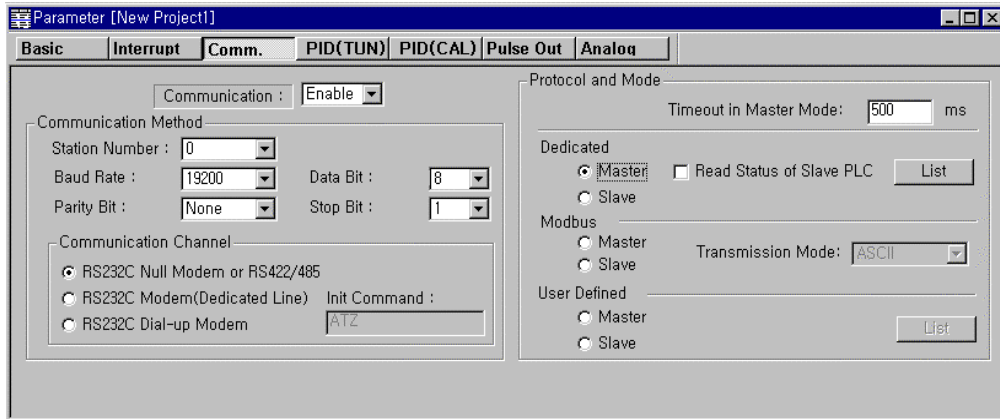 Parameter [New Project1]
Basic Interrupt Comm. PID(TUN) PID(CAL) Pulse Out Analog
Communication : Enable
Communication Method
Station Number : 0
Baud Rate : 19200 Data Bit : 8
Parity Bit : None Stop Bit : 1
Communication Channel
RS232C Null Modem or RS422/485
RS232C Modem(Dedicated Line) Init Command :
RS232C Dial-up Modem ATZ
Protocol and Mode
Timeout in Master Mode: 500 ms
Dedicated
Master Read Status of Slave PLC List
Slave
Modbus
Master
Transmission Mode: ASCII
Slave
User Defined
Master
List
Slave